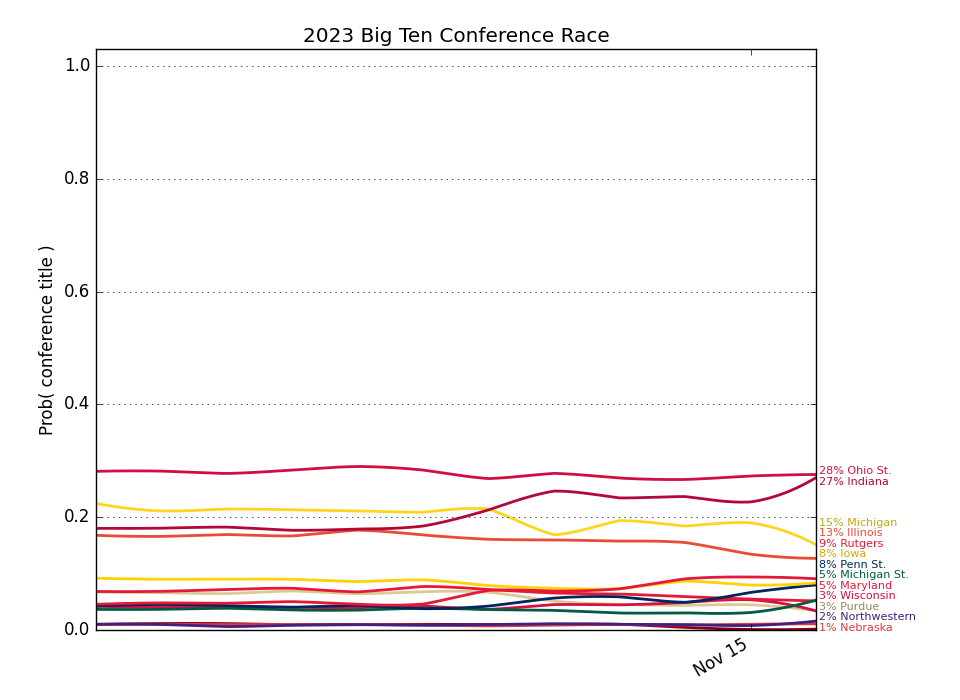 2023 Big Ten Conference Race
Prob( conference title )
1.0
0.8
0.6
0.4
0.2
0.0
Nov 15
28% Ohio St.
27% Indiana
15% Michigan
13% Illinois
9% Rutgers
8% Iowa
8% Penn St.
5% Michigan St.
5% Maryland
3% Wisconsin
3% Purdue
2% Northwestern
1% Nebraska